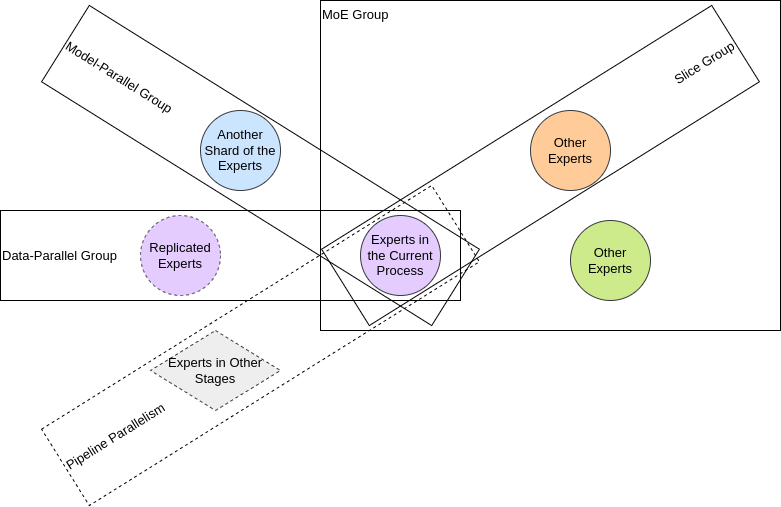 MoE Group
Model-Parallel Group
Slice Group
Another
Shard of the
Experts
Other
Experts
Data-Parallel Group
Replicated
Experts
Experts in
the Current
Process
Other
Experts
Experts in Other
Stages
Pipeline Parallelism